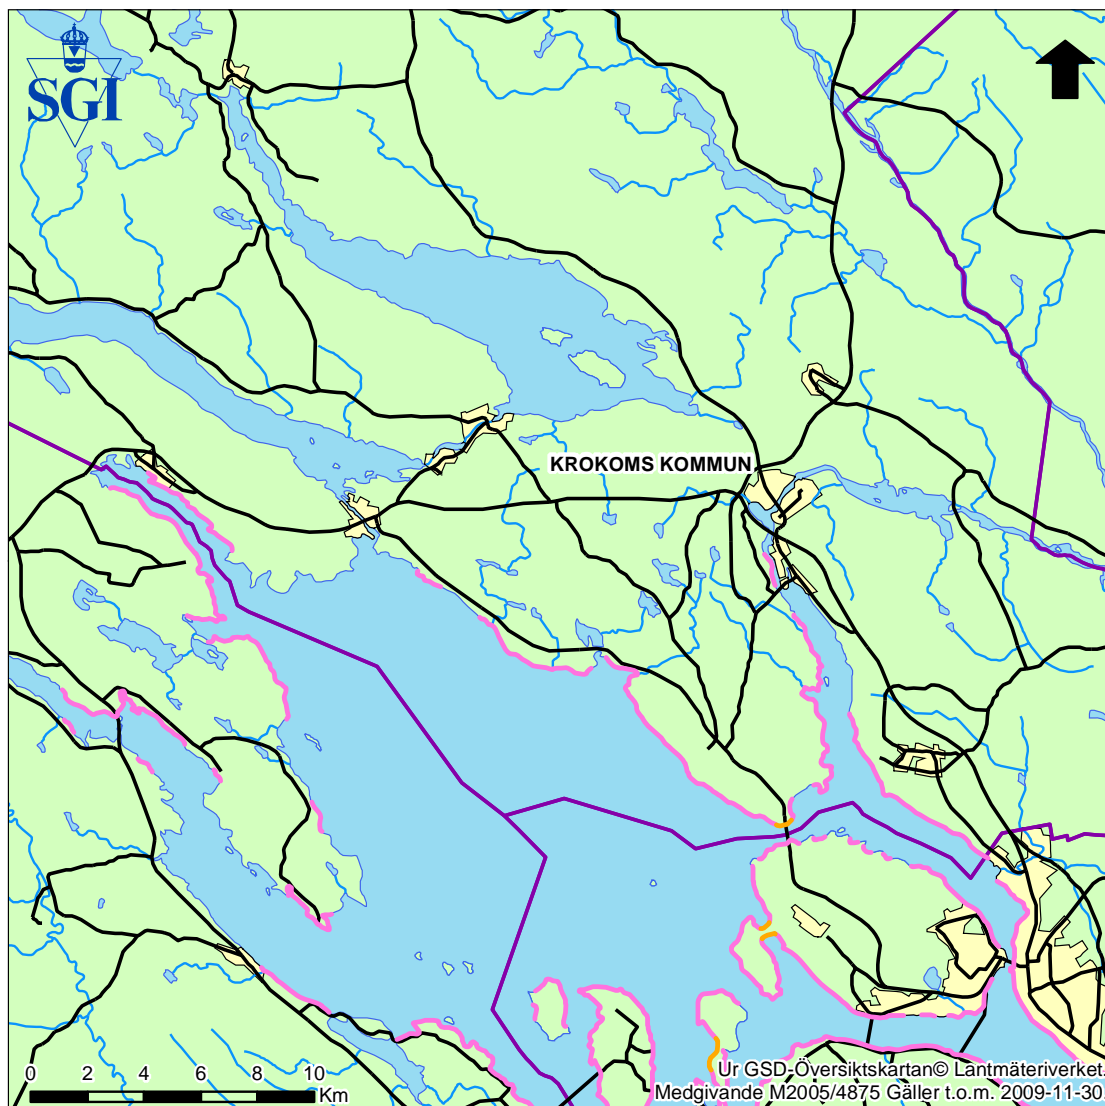 SGI
KROKOMS KOMMUN
0 2 4 6 8 10
Km
Ur GSD-Översiktskartan© Lantmäteriverket.
Medgivande M2005/4875 Gäller t.o.m. 2009-11-30